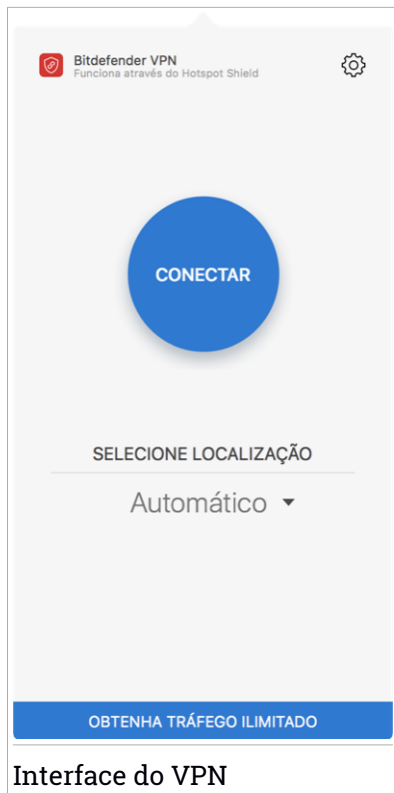 Bitdefender VPN
Funciona através do Hotspot Shield
CONECTAR
SELECIONE LOCALIZAÇÃO
Automático
OBTENHA TRÁFEGO ILIMITADO
Interface do VPN